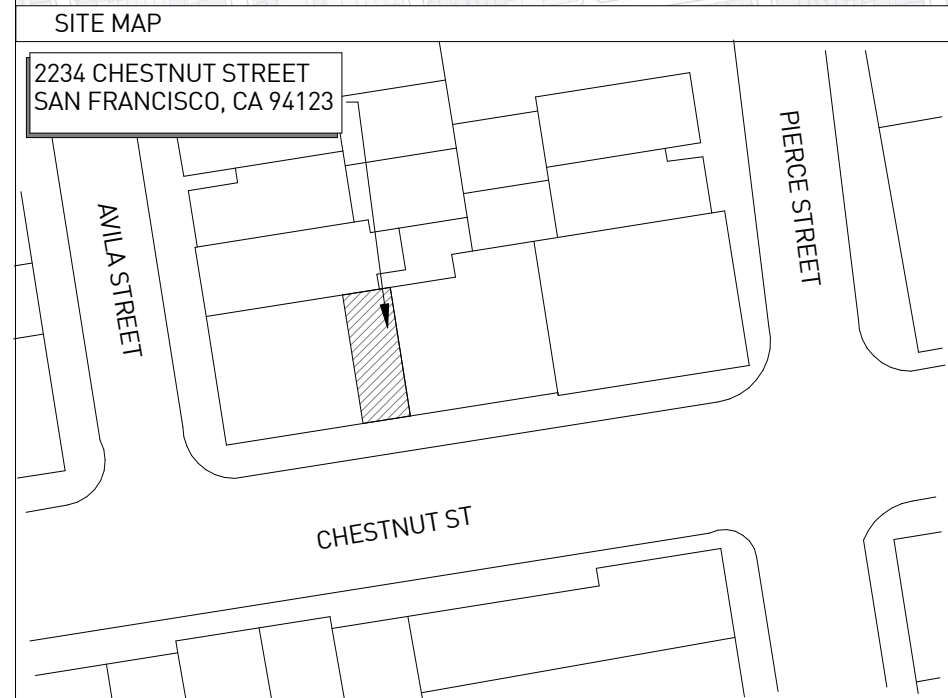 SITE MAP
2234 CHESTNUT STREET
SAN FRANCISCO, CA 94123
PIERCE STREET
AVILA STREET
CHESTNUT ST